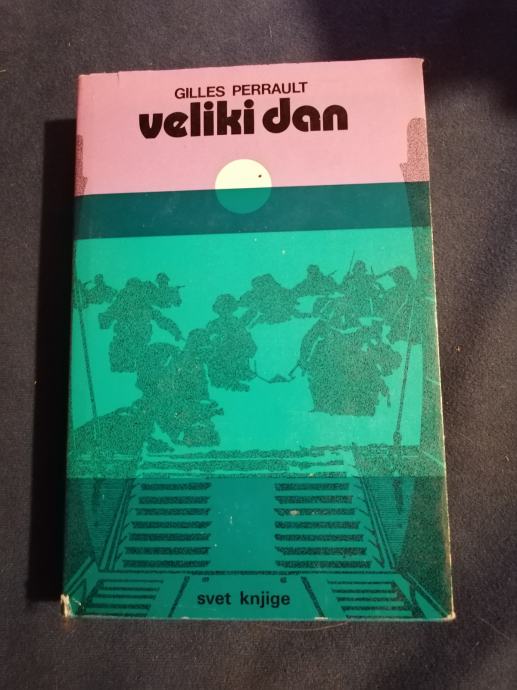 GILLES PERRAULT
veliki dan
svet knjige